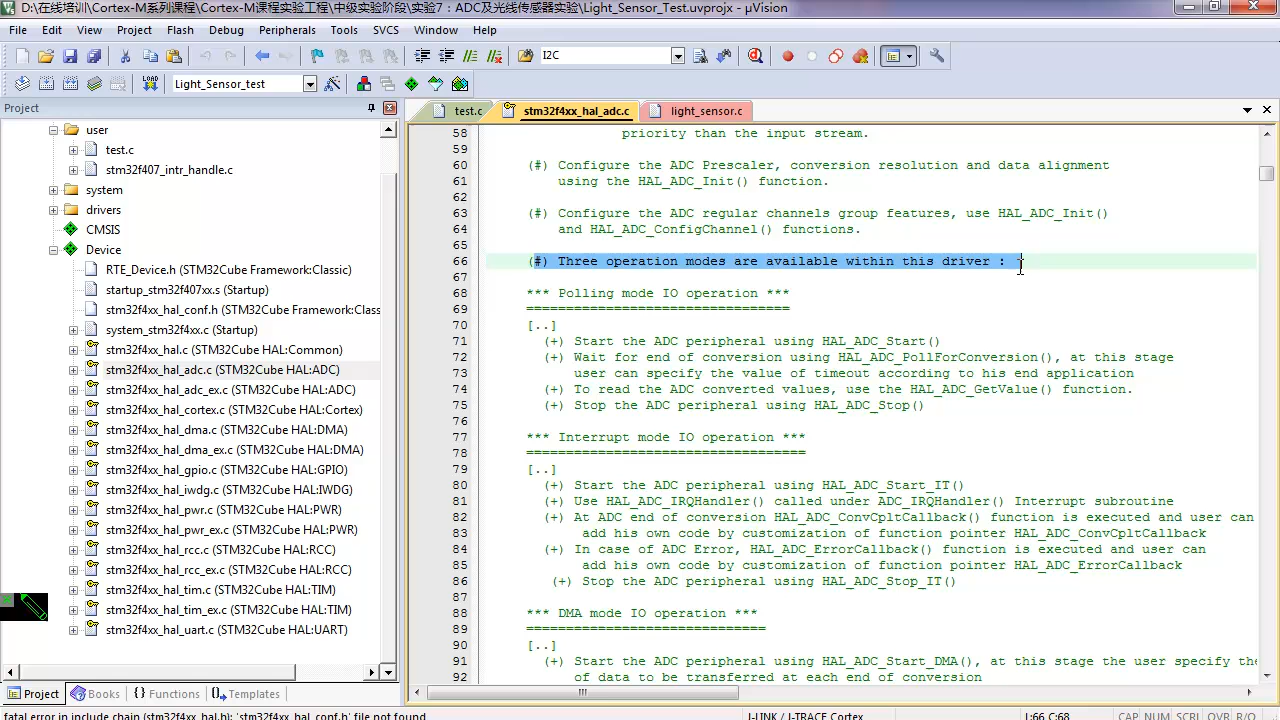 D:\在线培训\Cortex-M系列课程\Cortex-M课程实验工程\中级实验阶段\实验7：ADC及光线传感器实验\Light_Sensor_Test.uvprojx - µVision
File Edit View Project Flash Debug Peripherals Tools SVCS Window Help
I2C
LOAD Light_Sensor_test
Project
test.c stm32f4xx_hal_adc.c light_sensor.c
user
test.c
stm32f407_intr_handle.c
system
drivers
CMSIS
Device
RTE_Device.h (STM32Cube Framework:Classic)
startup_stm32f407xx.s (Startup)
stm32f4xx_hal_conf.h (STM32Cube Framework:Class
system_stm32f4xx.c (Startup)
stm32f4xx_hal.c (STM32Cube HAL:Common)
stm32f4xx_hal_adc.c (STM32Cube HAL:ADC)
stm32f4xx_hal_adc_ex.c (STM32Cube HAL:ADC)
stm32f4xx_hal_cortex.c (STM32Cube HAL:Cortex)
stm32f4xx_hal_dma.c (STM32Cube HAL:DMA)
stm32f4xx_hal_dma_ex.c (STM32Cube HAL:DMA)
stm32f4xx_hal_gpio.c (STM32Cube HAL:GPIO)
stm32f4xx_hal_iwdg.c (STM32Cube HAL:IWDG)
stm32f4xx_hal_pwr.c (STM32Cube HAL:PWR)
stm32f4xx_hal_pwr_ex.c (STM32Cube HAL:PWR)
stm32f4xx_hal_rcc.c (STM32Cube HAL:RCC)
stm32f4xx_hal_rcc_ex.c (STM32Cube HAL:RCC)
stm32f4xx_hal_tim.c (STM32Cube HAL:TIM)
stm32f4xx_hal_tim_ex.c (STM32Cube HAL:TIM)
stm32f4xx_hal_uart.c (STM32Cube HAL:UART)
Project Books {} Functions Templates
58 priority than the input stream.
59
60 (#) Configure the ADC Prescaler, conversion resolution and data alignment
61 using the HAL_ADC_Init() function.
62
63 (#) Configure the ADC regular channels group features, use HAL_ADC_Init()
64 and HAL_ADC_ConfigChannel() functions.
65
66 (#) Three operation modes are available within this driver :
67
68 *** Polling mode IO operation ***
69 =================================
70 [..]
71 (+) Start the ADC peripheral using HAL_ADC_Start()
72 (+) Wait for end of conversion using HAL_ADC_PollForConversion(), at this stage
73 user can specify the value of timeout according to his end application
74 (+) To read the ADC converted values, use the HAL_ADC_GetValue() function.
75 (+) Stop the ADC peripheral using HAL_ADC_Stop()
76
77 *** Interrupt mode IO operation ***
78 ===================================
79 [..]
80 (+) Start the ADC peripheral using HAL_ADC_Start_IT()
81 (+) Use HAL_ADC_IRQHandler() called under ADC_IRQHandler() Interrupt subroutine
82 (+) At ADC end of conversion HAL_ADC_ConvCpltCallback() function is executed and user can
83 add his own code by customization of function pointer HAL_ADC_ConvCpltCallback
84 (+) In case of ADC Error, HAL_ADC_ErrorCallback() function is executed and user can
85 add his own code by customization of function pointer HAL_ADC_ErrorCallback
86 (+) Stop the ADC peripheral using HAL_ADC_Stop_IT()
87
88 *** DMA mode IO operation ***
89 ==============================
90 [..]
91 (+) Start the ADC peripheral using HAL_ADC_Start_DMA(), at this stage the user specify the
92 of data to be transferred at each end of conversion
fatal error in include chain (stm32f4xx_hal.h): 'stm32f4xx_hal_conf.h' file not found J-LINK / J-TRACE Cortex L:66 C:68 CAP NUM SCRL OVR R/O